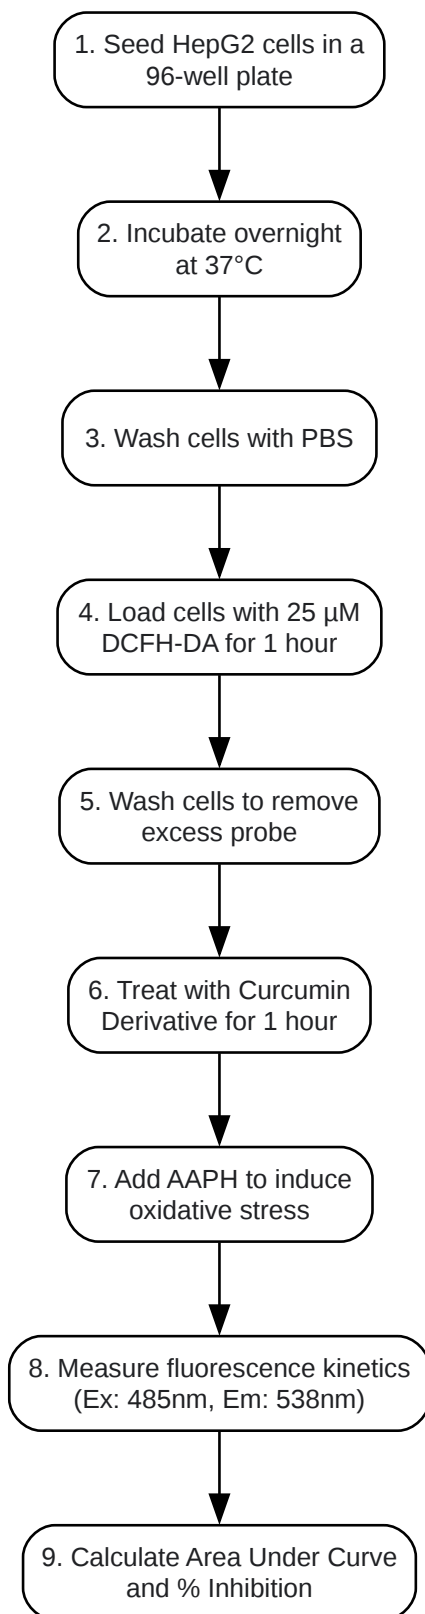 1. Seed HepG2 cells in a
96-well plate
2. Incubate overnight
at 37°C
3. Wash cells with PBS
4. Load cells with 25 µM
DCFH-DA for 1 hour
5. Wash cells to remove
excess probe
6. Treat with Curcumin
Derivative for 1 hour
7. Add AAPH to induce
oxidative stress
8. Measure fluorescence kinetics
(Ex: 485nm, Em: 538nm)
9. Calculate Area Under Curve
and % Inhibition